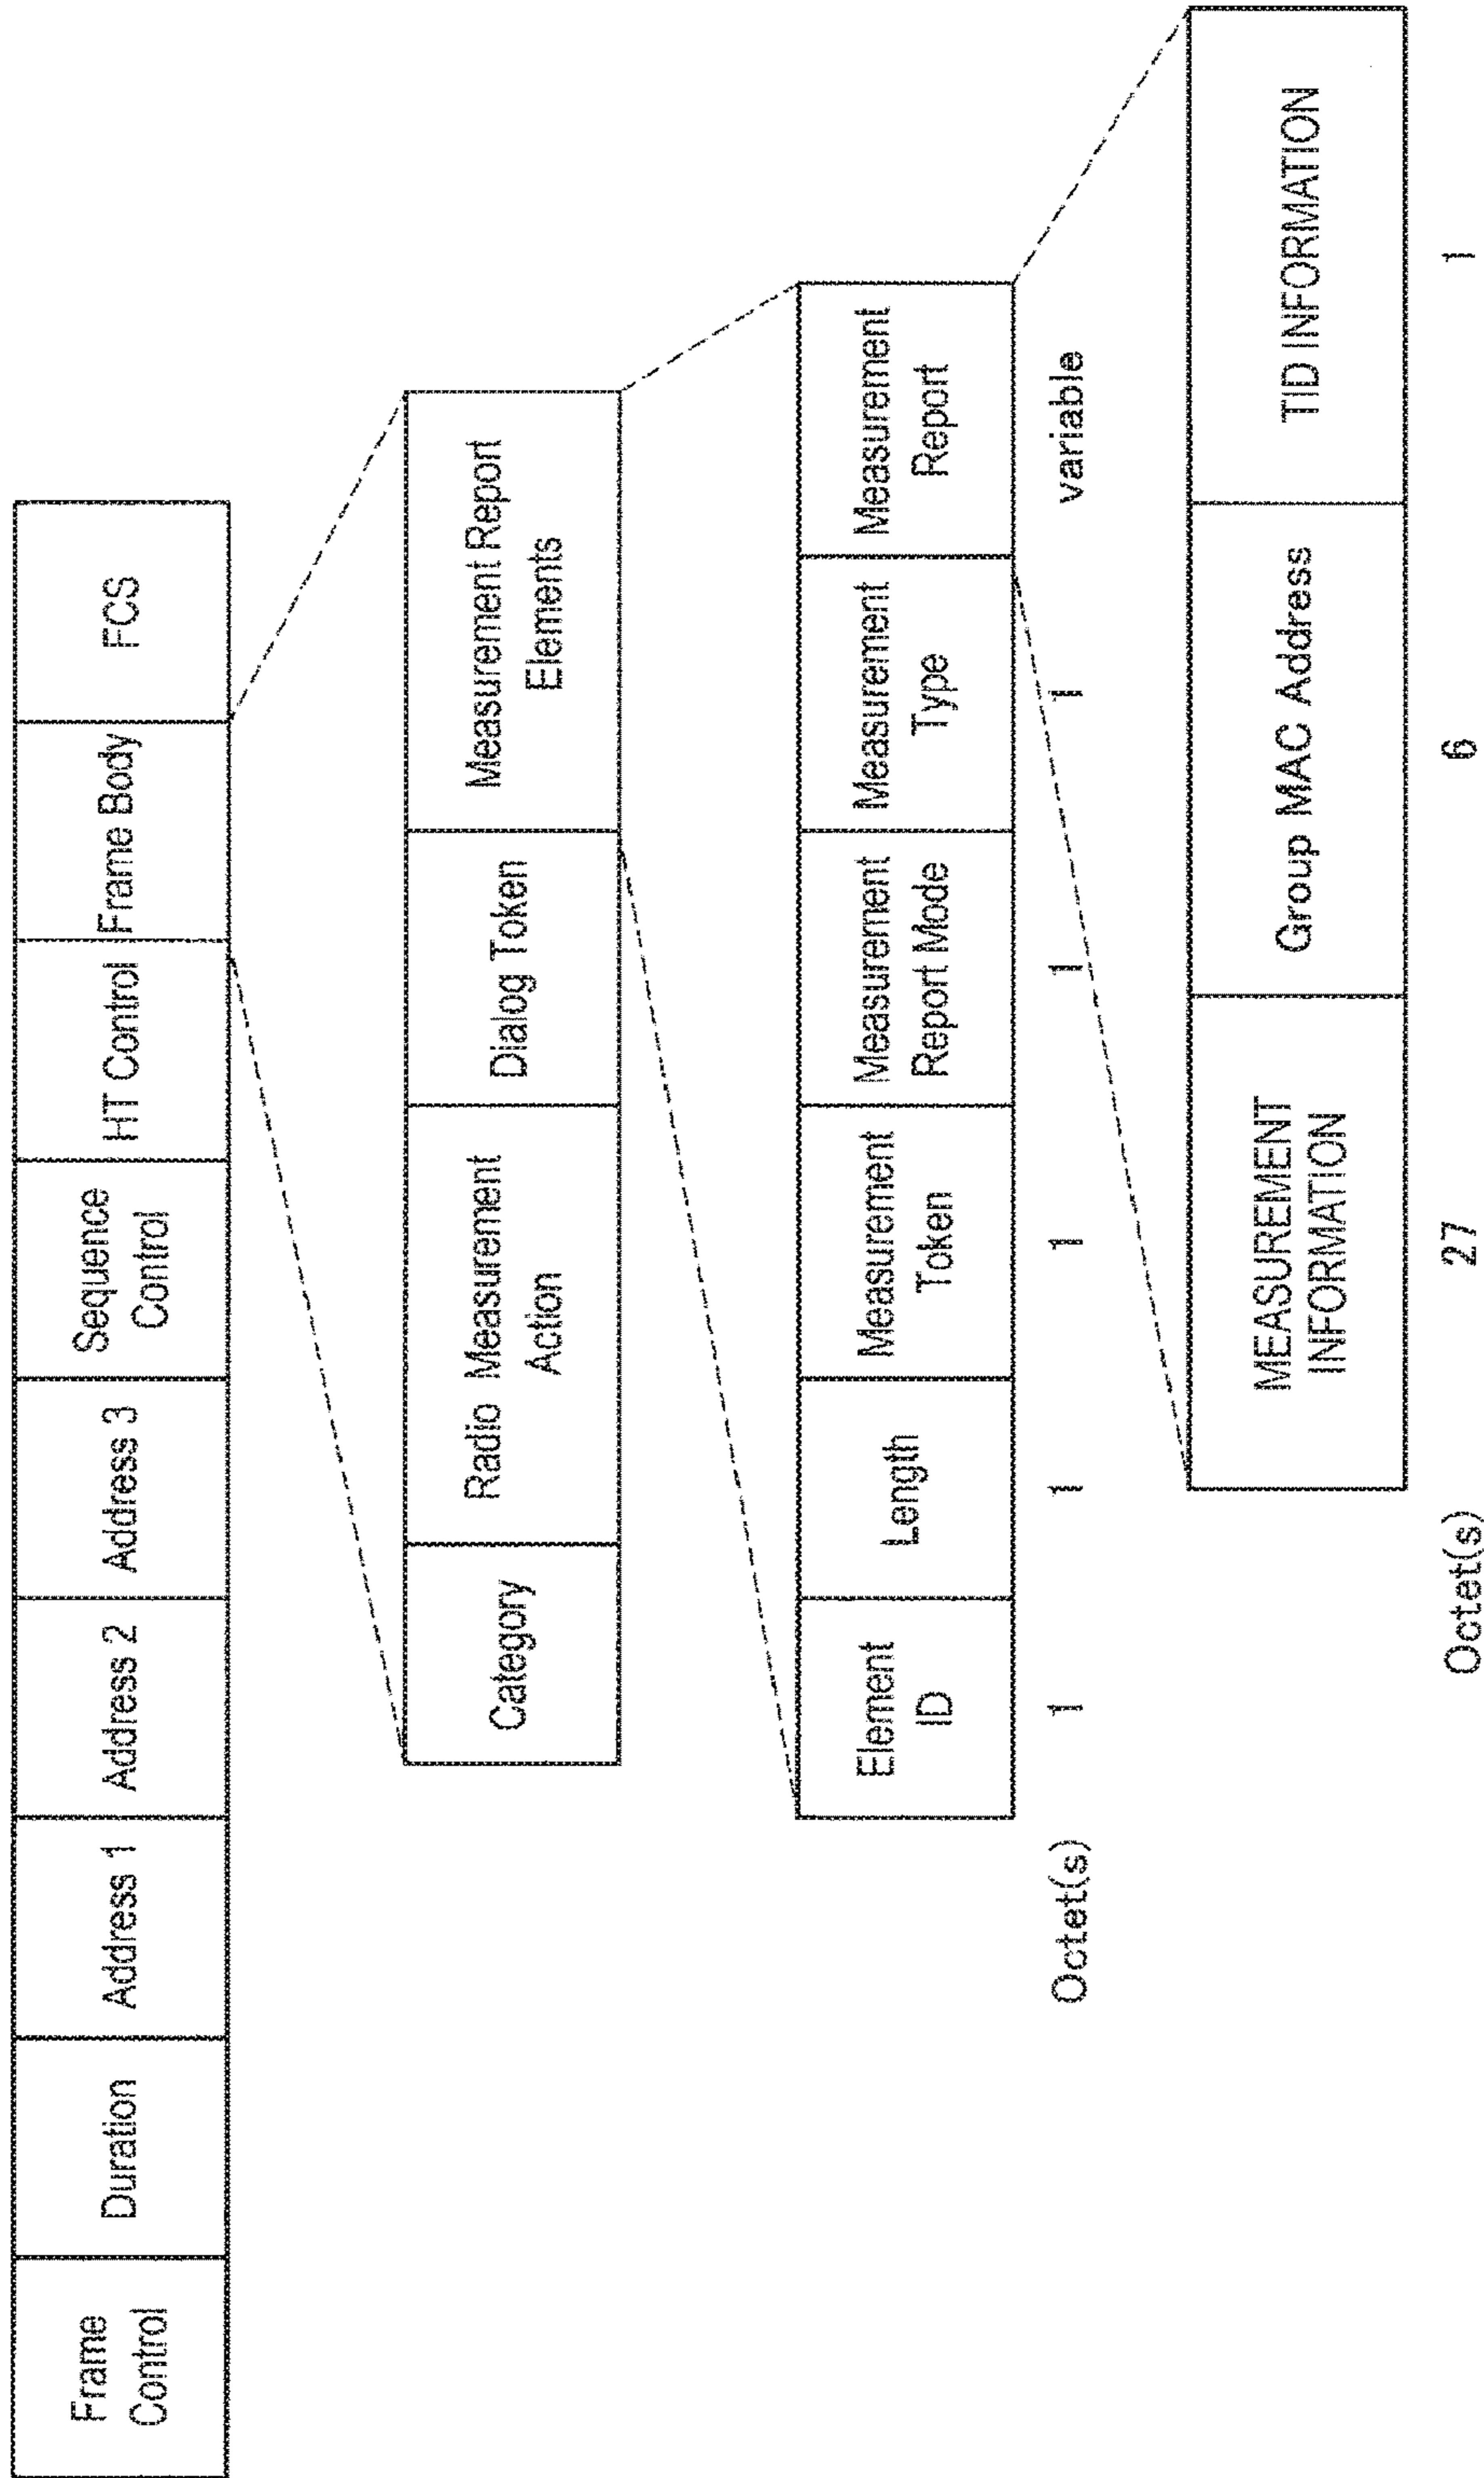 Frame
Control
Duration
Address 1
Address 2
Address 3
Sequence
Control
HT Control
Frame Body
FCS
Category
Radio Measurement
Action
Dialog Token
Measurement Report
Elements
Element
ID
Length
Measurement
Token
Measurement
Report Mode
Measurement
Type
Measurement
Report
Octet(s) 1 1 1 1 1 variable
MEASUREMENT
INFORMATION
Group MAC Address
TID INFORMATION
Octet(s) 27 6 1